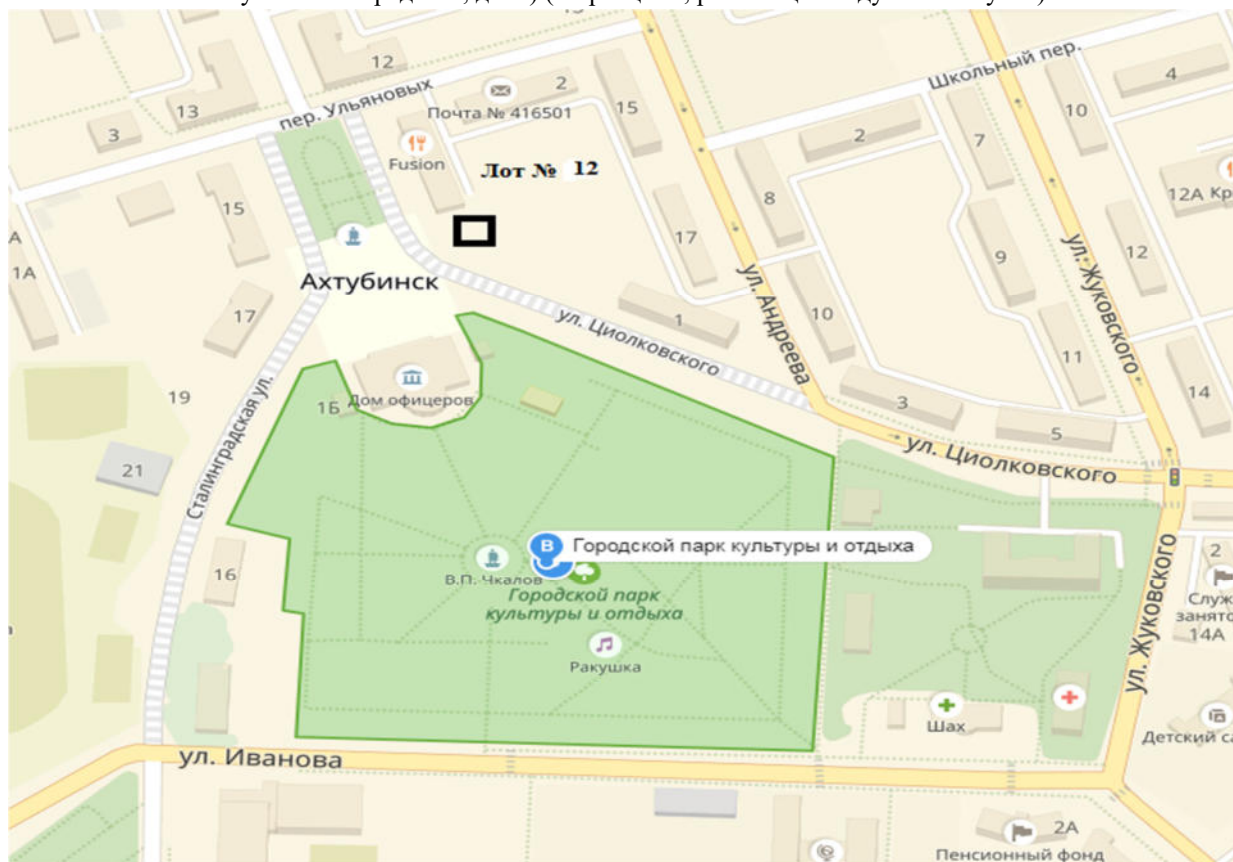 12
13
пер. Ульяновых
2
Почта № 416501
15
Школьный пер.
4
10
3
Fusion
Лот № 12
2
7
8
12А
15
17
1А
Ахтубинск
9
12
17
ул. Циолковского
1
ул. Андреева
10
ул. Жуковского
11
14
19
1Б
Дом офицеров
3
5
ул. Циолковского
21
Сталинградская ул.
В
Городской парк культуры и отдыха
В.П. Чкалов
Городской парк
культуры и отдыха
16
2
14А
Ракушка
ул. Жуковского
Шах
ул. Иванова
2А
Пенсионный фонд